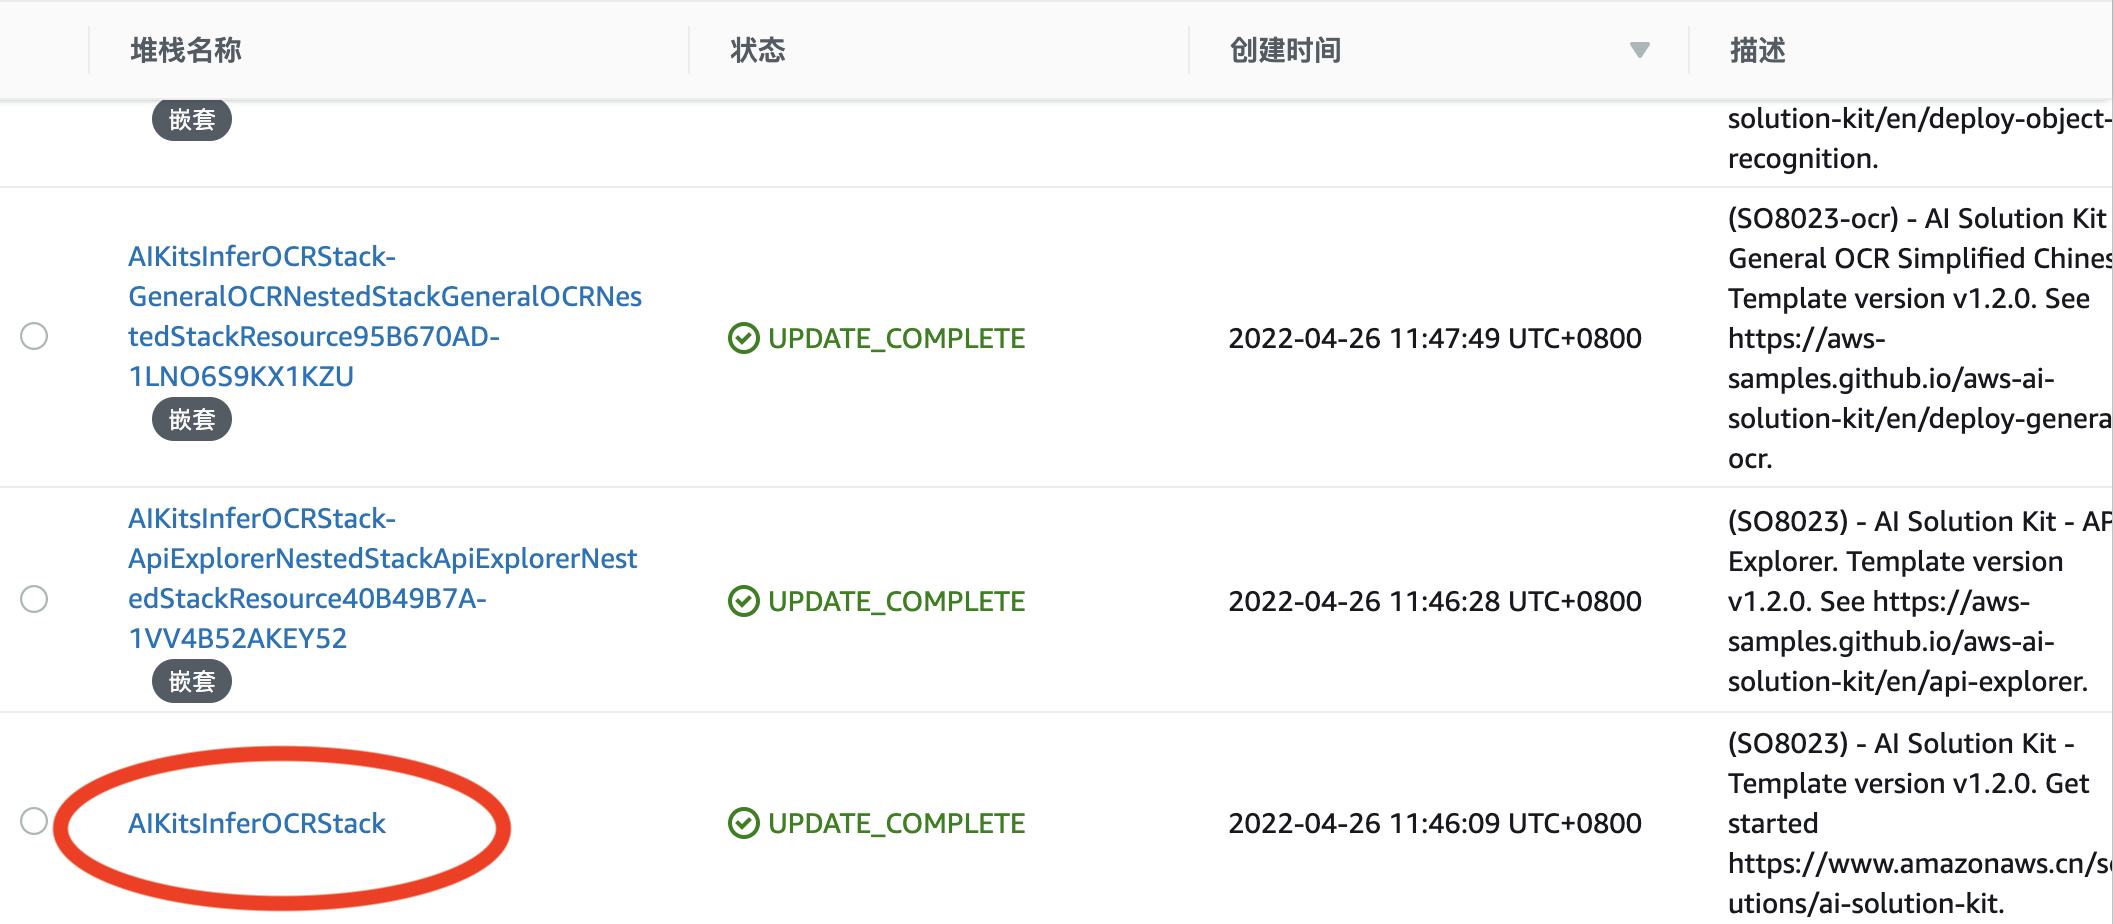 堆栈名称
状态
创建时间
描述
嵌套
solution-kit/en/deploy-object-
recognition.
AIKitsInferOCRStack-
GeneralOCRNestedStackGeneralOCRNes
tedStackResource95B670AD-
1LNO6S9KX1KZU
嵌套
UPDATE_COMPLETE
2022-04-26 11:47:49 UTC+0800
(SO8023-ocr) - AI Solution Kit
General OCR Simplified Chines
Template version v1.2.0. See
https://aws-
samples.github.io/aws-ai-
solution-kit/en/deploy-genera
ocr.
AIKitsInferOCRStack-
ApiExplorerNestedStackApiExplorerNest
edStackResource40B49B7A-
1VV4B52AKEY52
嵌套
UPDATE_COMPLETE
2022-04-26 11:46:28 UTC+0800
(SO8023) - AI Solution Kit - AP
Explorer. Template version
v1.2.0. See https://aws-
samples.github.io/aws-ai-
solution-kit/en/api-explorer.
AIKitsInferOCRStack
UPDATE_COMPLETE
2022-04-26 11:46:09 UTC+0800
(SO8023) - AI Solution Kit -
Template version v1.2.0. Get
started
https://www.amazonaws.cn/s
utions/ai-solution-kit.